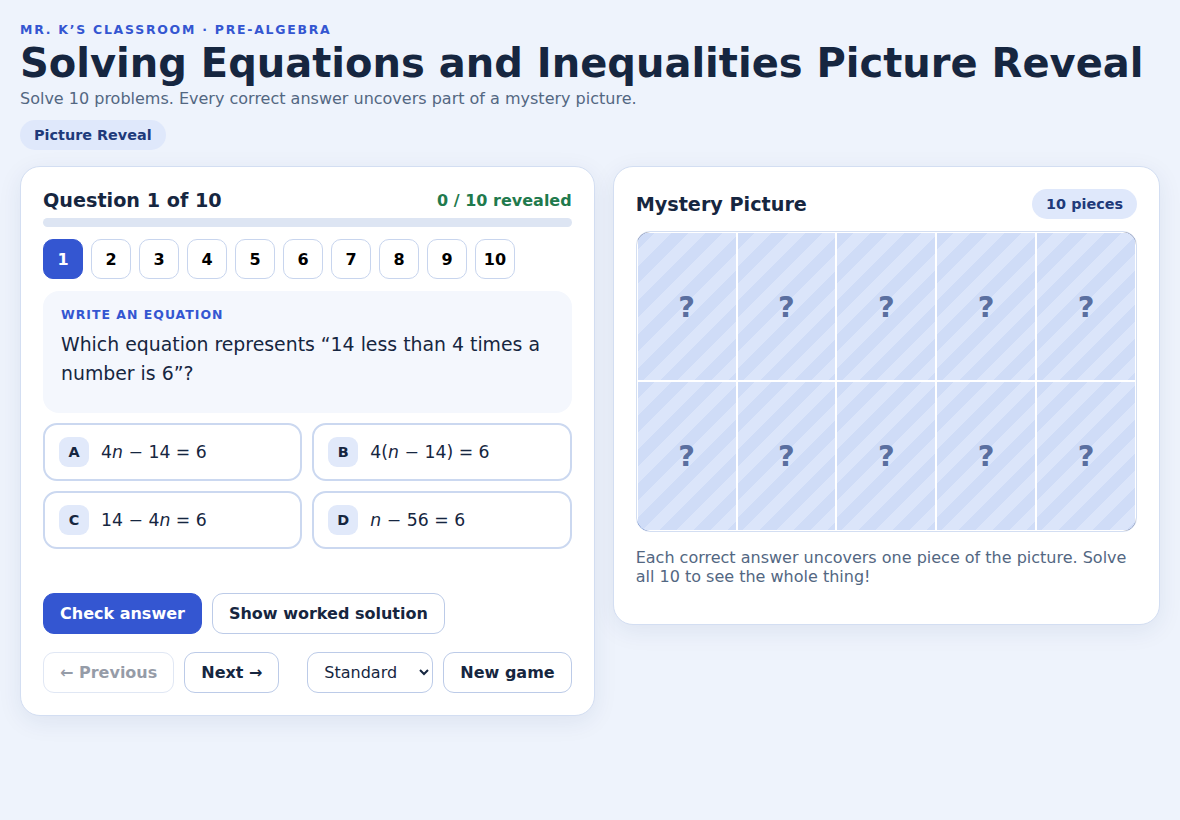 MR. K’S CLASSROOM · PRE-ALGEBRA
Solving Equations and Inequalities Picture Reveal
Solve 10 problems. Every correct answer uncovers part of a mystery picture.
Picture Reveal
Question 1 of 10
0 / 10 revealed
1 2 3 4 5 6 7 8 9 10
WRITE AN EQUATION
Which equation represents “14 less than 4 times a
number is 6”?
A 4n − 14 = 6
B 4(n − 14) = 6
C 14 − 4n = 6
D n − 56 = 6
Check answer
Show worked solution
← Previous
Next →
Standard
New game
Mystery Picture
10 pieces
? ? ? ? ?
? ? ? ? ?
Each correct answer uncovers one piece of the picture. Solve
all 10 to see the whole thing!